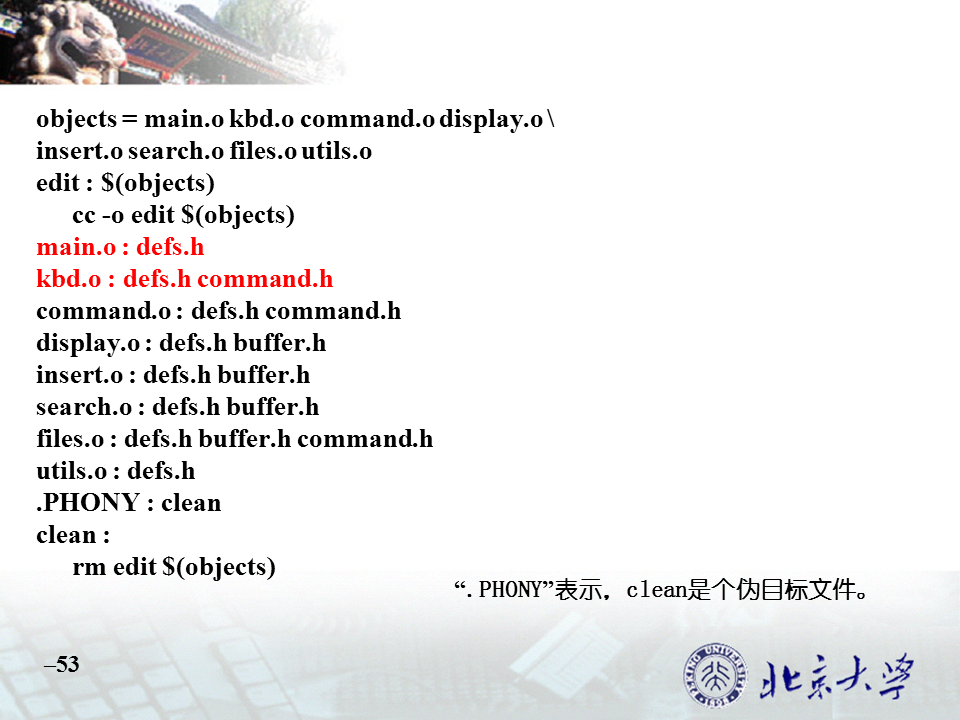 objects = main.o kbd.o command.o display.o \
insert.o search.o files.o utils.o
edit : $(objects)
cc -o edit $(objects)
main.o : defs.h
kbd.o : defs.h command.h
command.o : defs.h command.h
display.o : defs.h buffer.h
insert.o : defs.h buffer.h
search.o : defs.h buffer.h
files.o : defs.h buffer.h command.h
utils.o : defs.h
.PHONY : clean
clean :
rm edit $(objects)
“.PHONY”表示，clean是个伪目标文件。
–53
PEKING UNIVERSITY
1898
北京大学